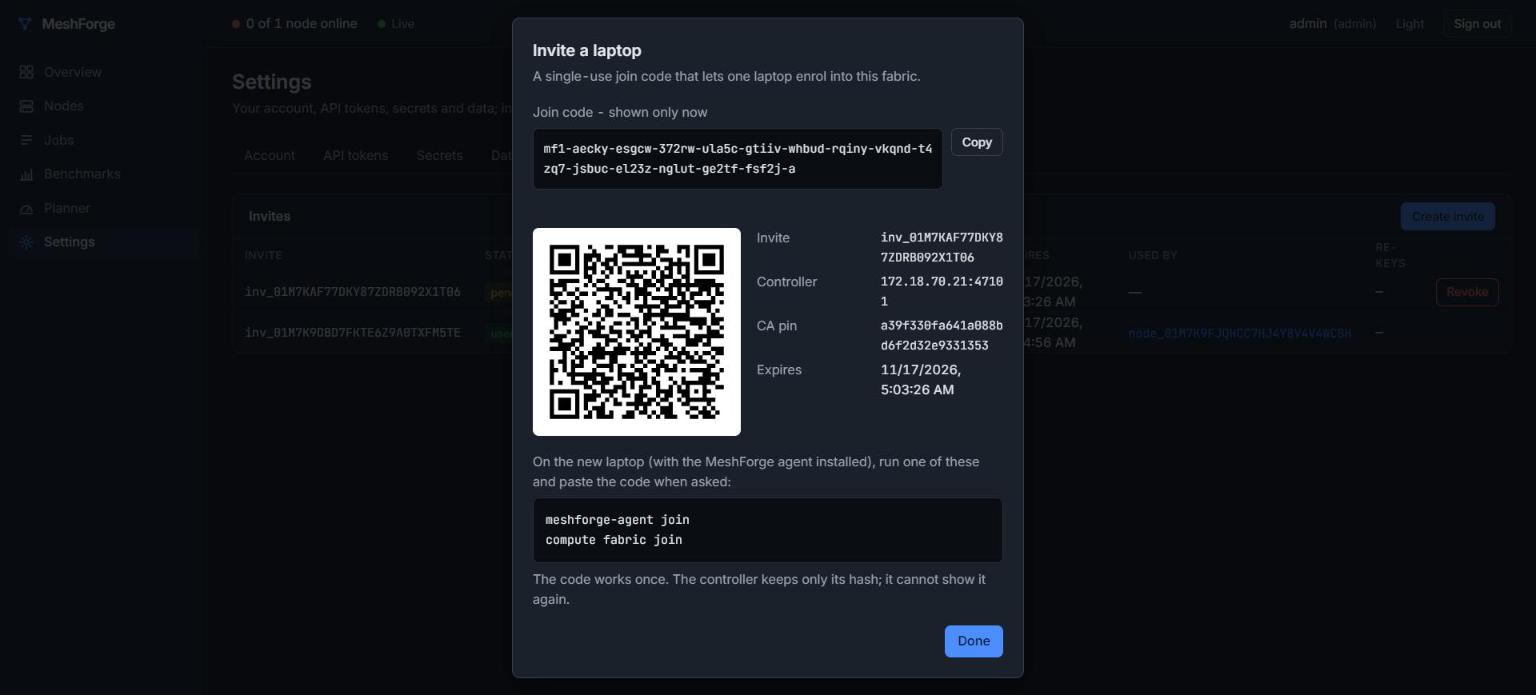 MeshForge
0 of 1 node online
Live
admin (admin)
Light
Sign out
Overview
Nodes
Jobs
Benchmarks
Planner
Settings
Settings
Your account, API tokens, secrets and data; in
Account
API tokens
Secrets
Dat
Invites
Create invite
INVITE
STAT
IRES
USED BY
RE-
KEYS
inv_01M7KAF77DKY87ZDRB092X1T06
pen
17/2026,
3:26 AM
—
–
Revoke
inv_01M7K9DBD7FKTE6Z9A0TXFM5TE
use
17/2026,
4:56 AM
–
Invite a laptop
A single-use join code that lets one laptop enrol into this fabric.
Join code - shown only now
mf1-aecky-esgcw-372rw-ula5c-gtiiv-whbud-rqiny-vkqnd-t4
zq7-jsbuc-el23z-nglut-ge2tf-fsf2j-a
Copy
Invite
inv_01M7KAF77DKY8
7ZDRB092X1T06
Controller
172.18.70.21:4710
1
CA pin
a39f330fa641a088b
d6f2d32e9331353
Expires
11/17/2026,
5:03:26 AM
On the new laptop (with the MeshForge agent installed), run one of these
and paste the code when asked:
meshforge-agent join
compute fabric join
The code works once. The controller keeps only its hash; it cannot show it
again.
Done